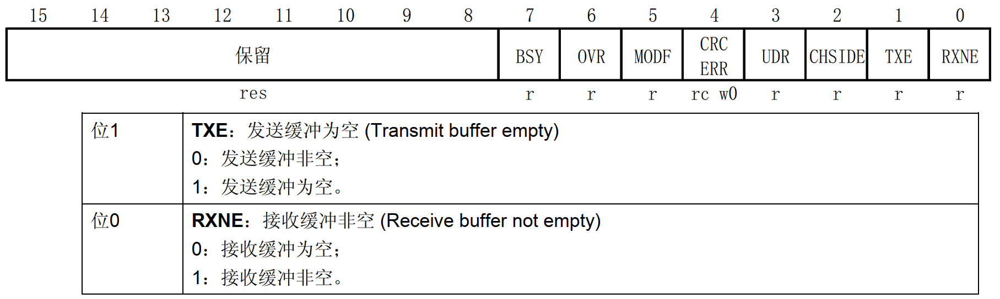 15 14 13 12 11 10 9 8 7 6 5 4 3 2 1 0
保留 BSY OVR MODF CRC ERR UDR CHSIDE TXE RXNE
res r r r rc w0 r r r r
位1 TXE：发送缓冲为空 (Transmit buffer empty)
0：发送缓冲非空；
1：发送缓冲为空。
位0 RXNE：接收缓冲非空 (Receive buffer not empty)
0：接收缓冲为空；
1：接收缓冲非空。